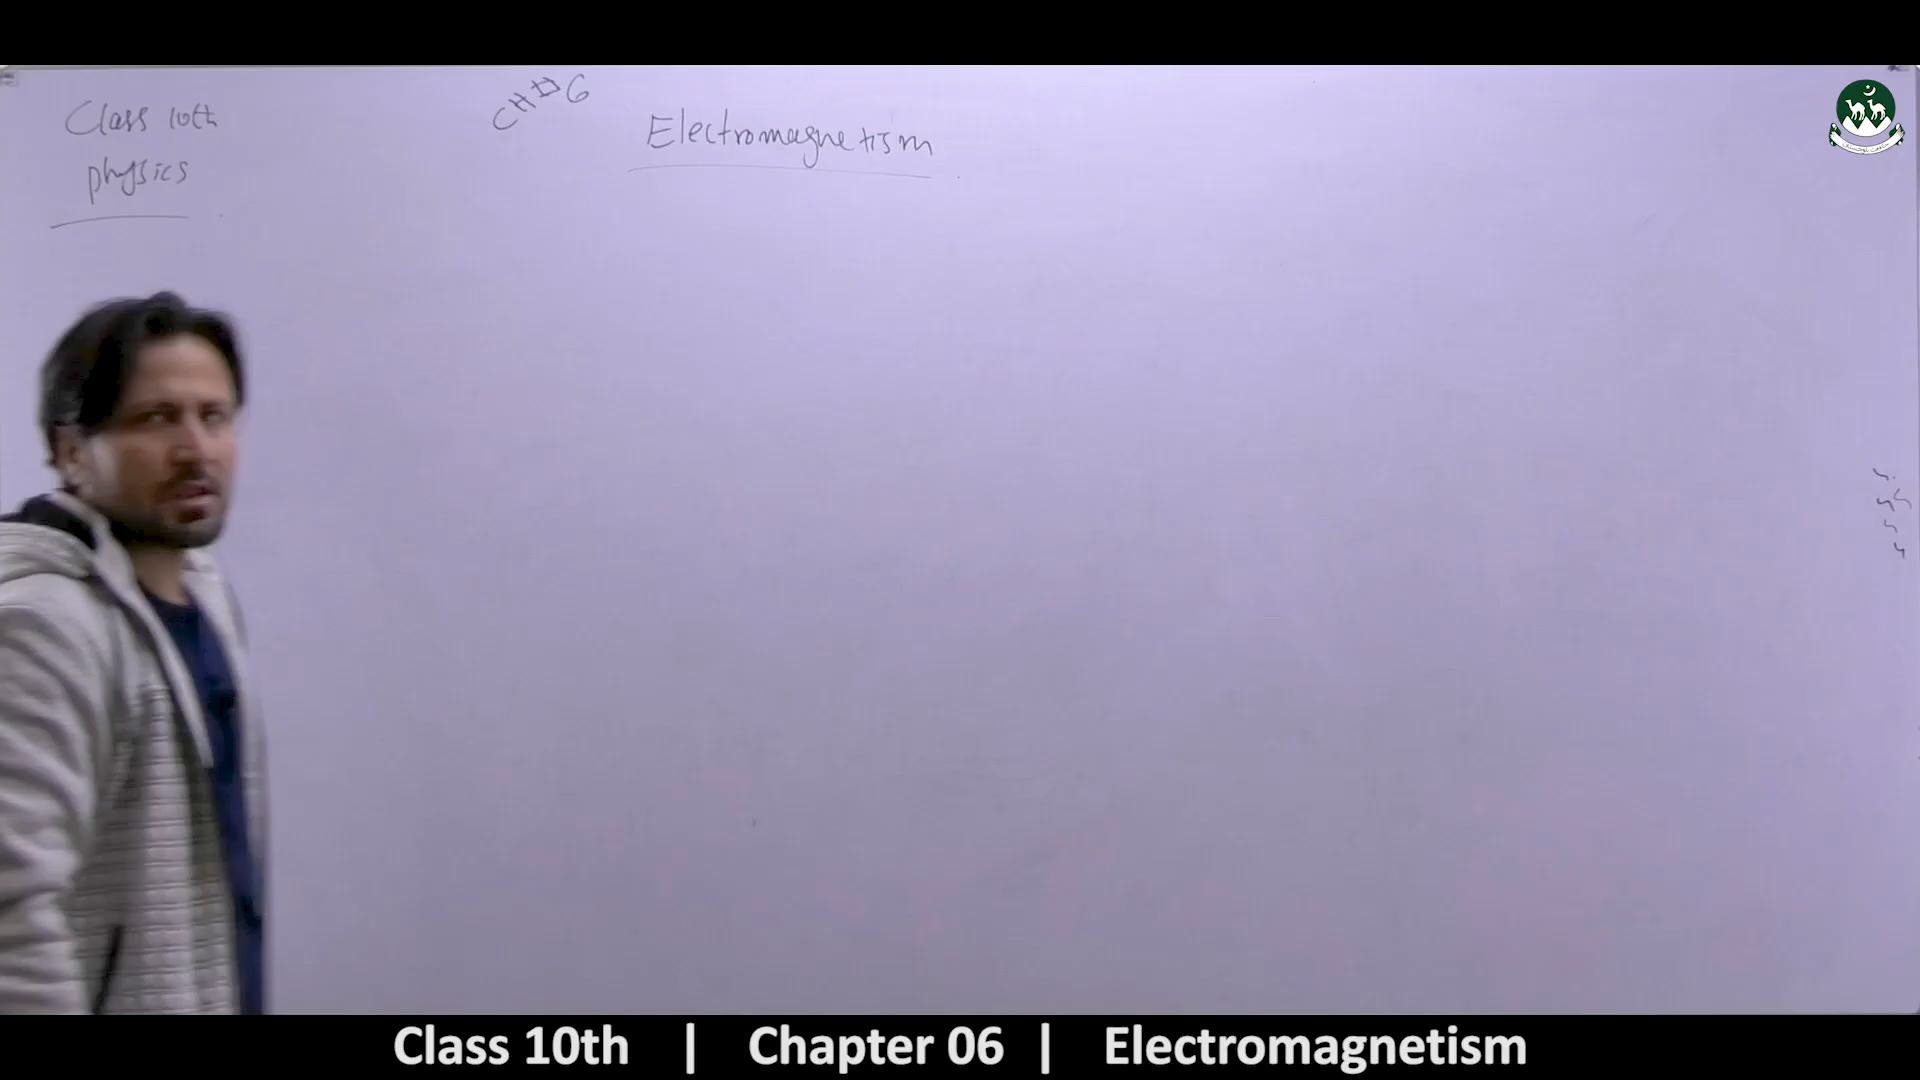 Class 10th
physics
CH # 6
Electromagnetism
Class 10th | Chapter 06 | Electromagnetism